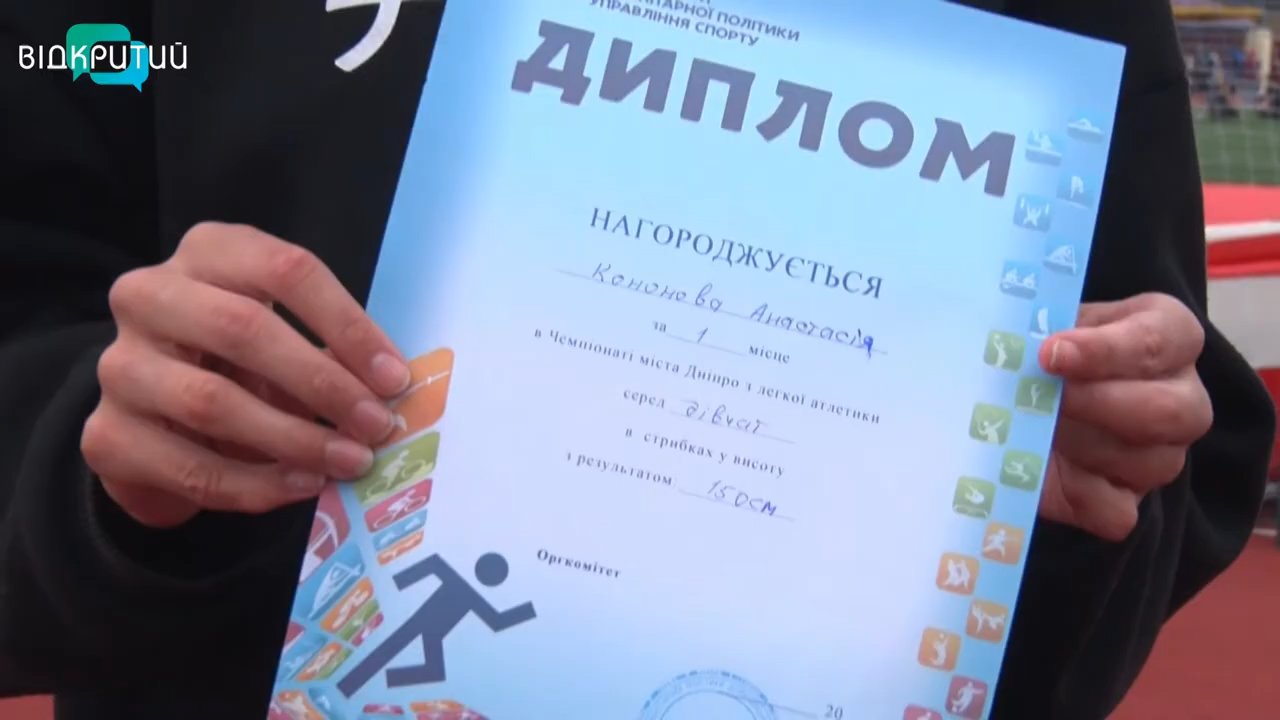 ВІДКРИТИЙ
ПОЛІТИКИ
УПРАВЛІННЯ СПОРТУ
ДИПЛОМ
НАГОРОДЖУЄТЬСЯ
Кононова Анастасія
за 1 місце
в Чемпіонаті міста Дніпро з легкої атлетики
серед дівчат
в стрибках у висоту
з результатом 150см
Оргкомітет
20